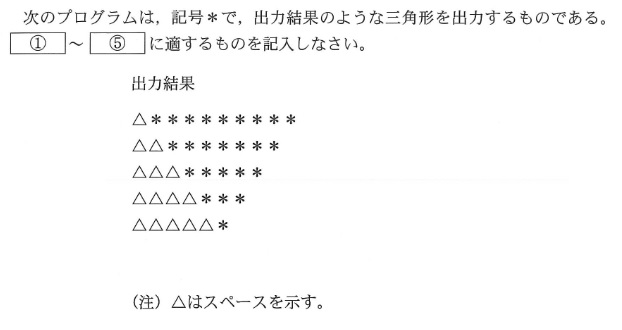 次のプログラムは，記号＊で，出力結果のような三角形を出力するものである。
①～⑤に適するものを記入しなさい。
出力結果
△＊＊＊＊＊＊＊＊＊
△△＊＊＊＊＊＊＊
△△△＊＊＊＊＊
△△△△＊＊＊
△△△△△＊
（注）△はスペースを示す。